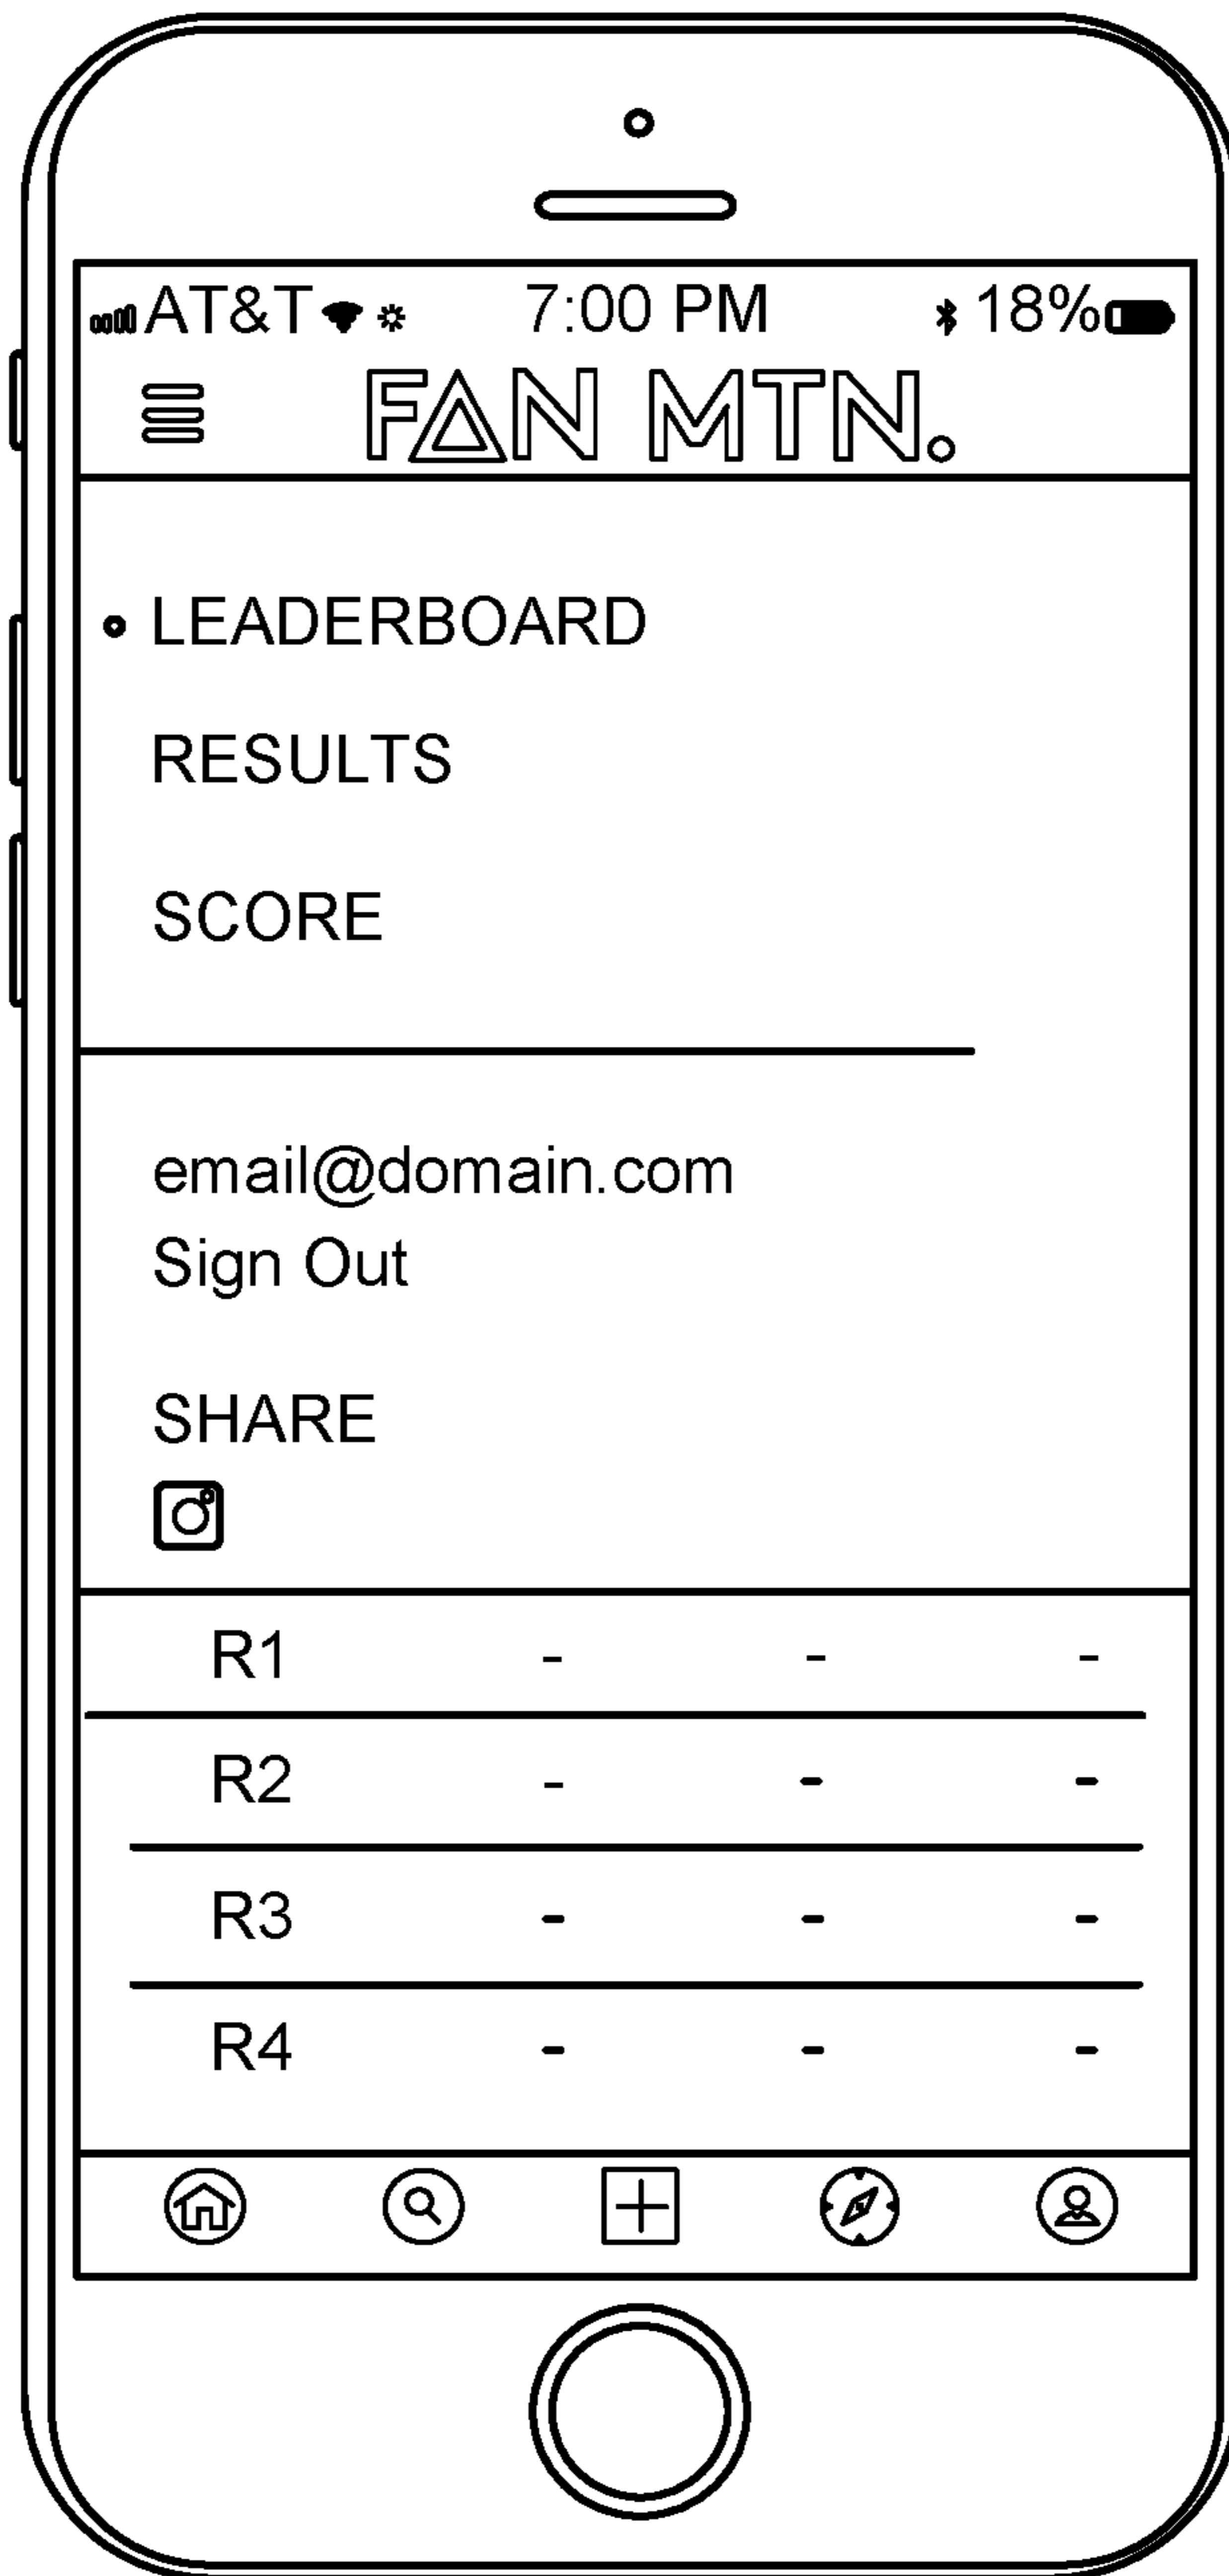 AT&T 7:00 PM 18%
FAN MTN.
LEADERBOARD
RESULTS
SCORE
email@domain.com
Sign Out
SHARE
R1 - - -
R2 - - -
R3 - - -
R4 - - -